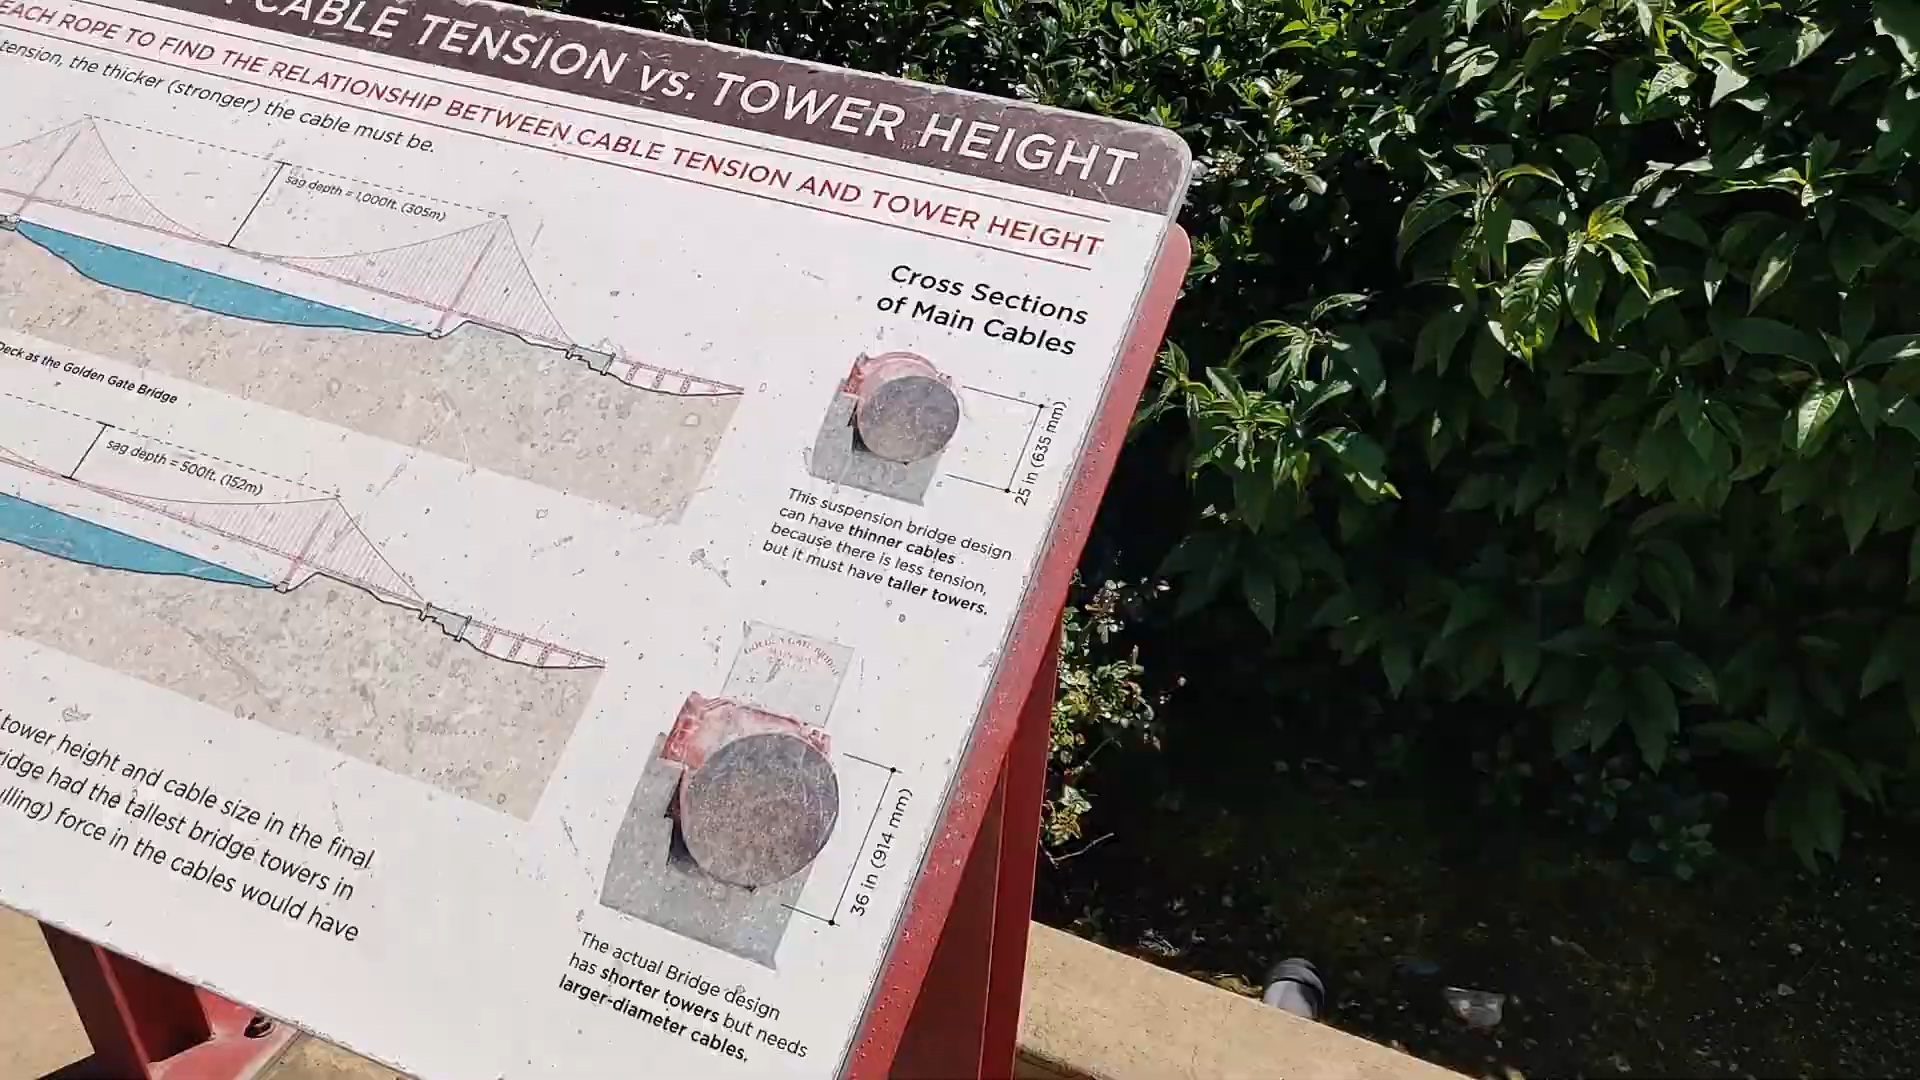 CABLE TENSION vs. TOWER HEIGHT
EACH ROPE TO FIND THE RELATIONSHIP BETWEEN CABLE TENSION AND TOWER HEIGHT
tension, the thicker (stronger) the cable must be.
sag depth = 1,000ft. (305m)
Cross Sections
of Main Cables
25 in (635 mm)
This suspension bridge design
can have thinner cables
because there is less tension,
but it must have taller towers.
Deck as the Golden Gate Bridge
sag depth = 500ft. (152m)
36 in (914 mm)
The actual Bridge design
has shorter towers but needs
larger-diameter cables.
tower height and cable size in the final
had the tallest bridge towers in
force in the cables would have